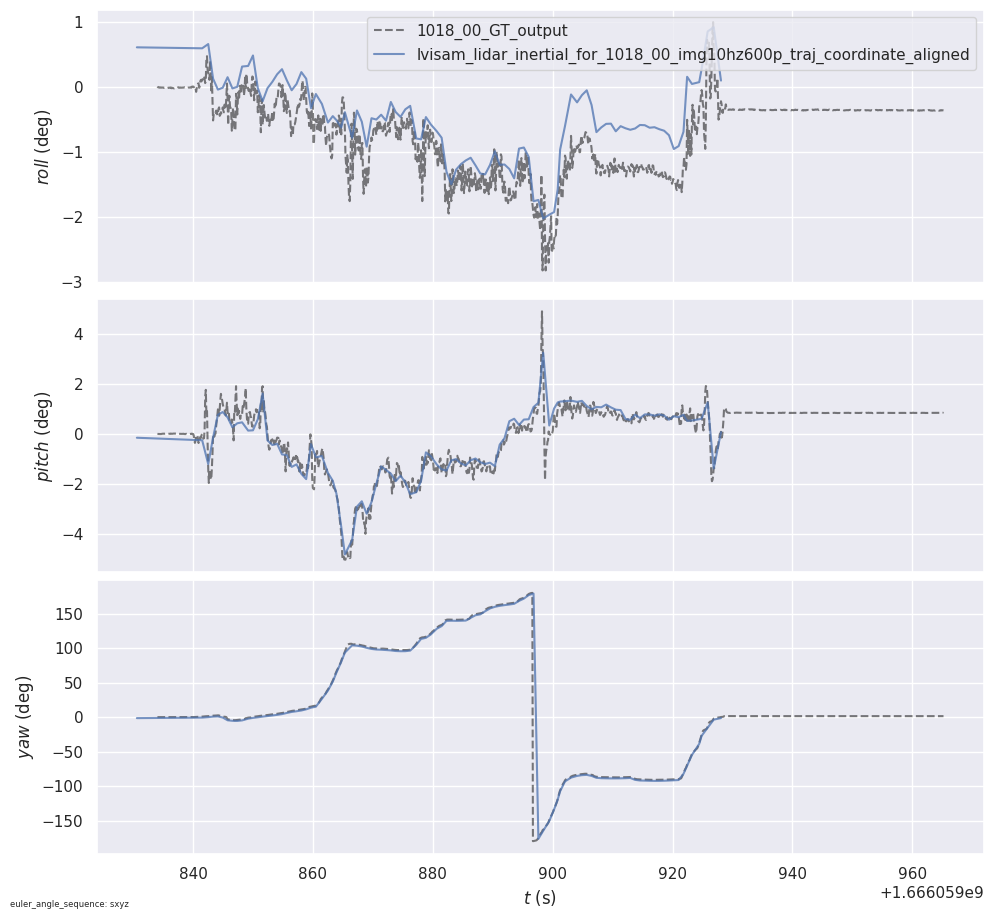 1
0
−1
−2
−3
roll (deg)
1018_00_GT_output
lvisam_lidar_inertial_for_1018_00_img10hz600p_traj_coordinate_aligned
4
2
0
−2
−4
pitch (deg)
150
100
50
0
−50
−100
−150
yaw (deg)
840 860 880 900 920 940 960
t (s)
+1.666059e9
euler_angle_sequence: sxyz